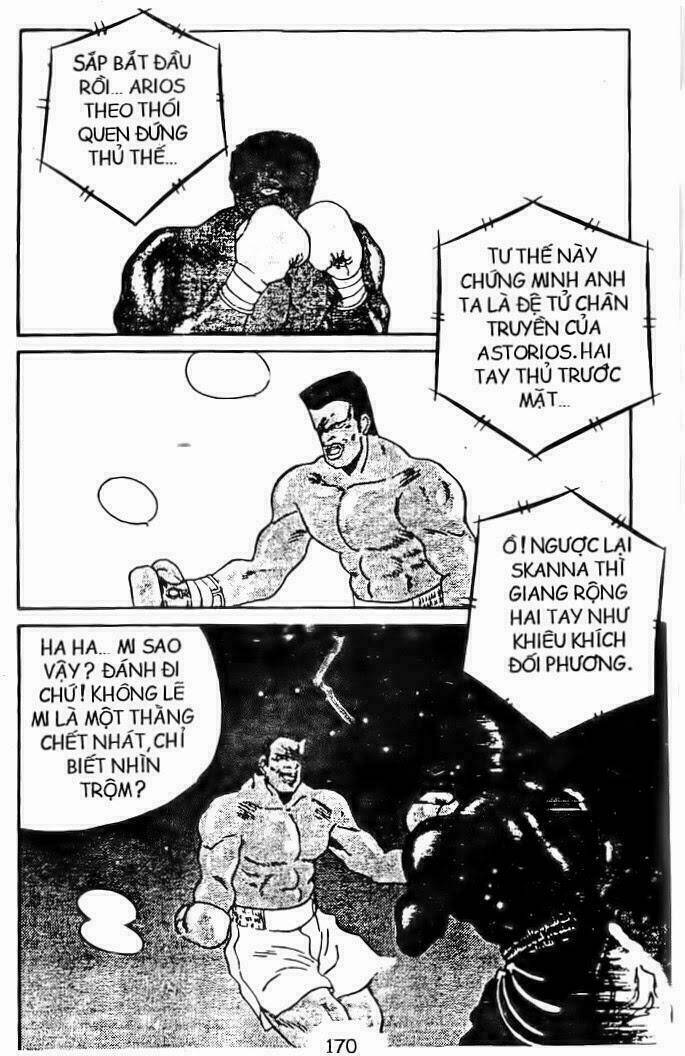 SẮP BẮT ĐẦU
RỒI... ARIOS
THEO THÓI
QUEN ĐỨNG
THỦ THẾ...
TƯ THẾ NÀY
CHỨNG MINH ANH
TA LÀ ĐỆ TỬ CHÂN
TRUYỀN CỦA
ASTORIOS. HAI
TAY THỦ TRƯỚC
MẶT...
Ồ! NGƯỢC LẠI
SKANNA THÌ
GIANG RỘNG
HAI TAY NHƯ
KHIÊU KHÍCH
ĐỐI PHƯƠNG.
HA HA... MI SAO
VẬY? ĐÁNH ĐI
CHỨ! KHÔNG LẼ
MI LÀ MỘT THẰNG
CHẾT NHÁT, CHỈ
BIẾT NHÌN
TRỘM?
170